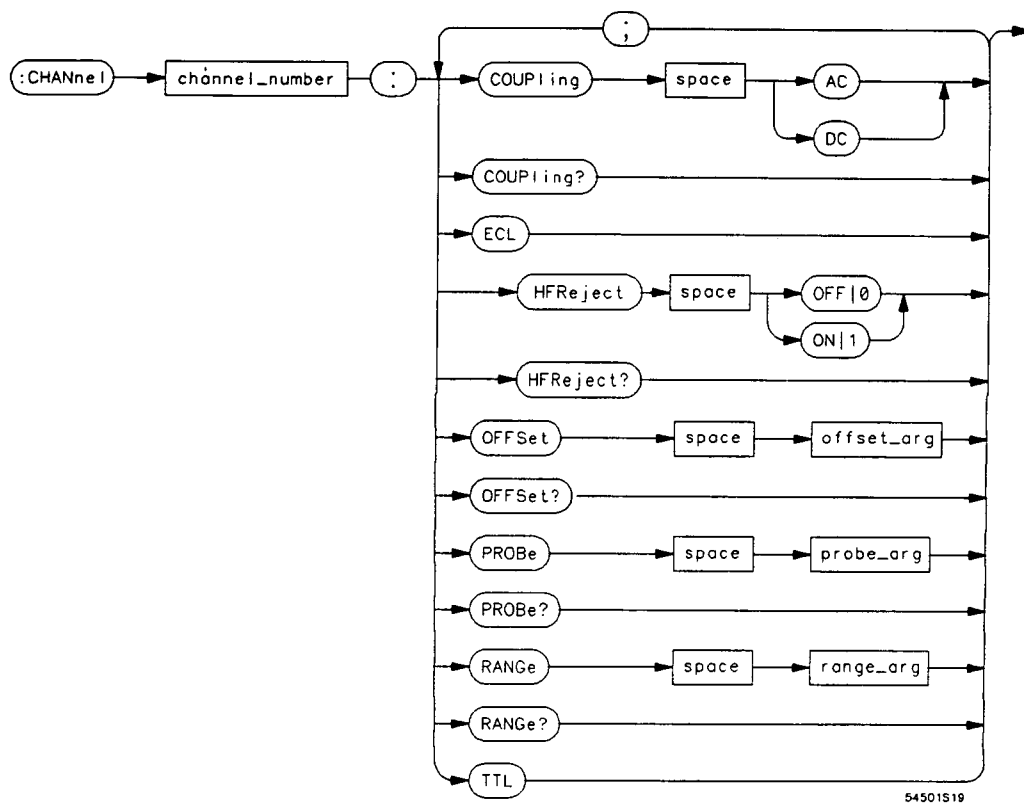 ;
:CHANnel channel_number : COUPling space AC
DC
COUPling?
ECL
HFReject space OFF|0
ON|1
HFReject?
OFFSet space offset_arg
OFFSet?
PROBe space probe_arg
PROBe?
RANGe space range_arg
RANGe?
TTL
54501S19